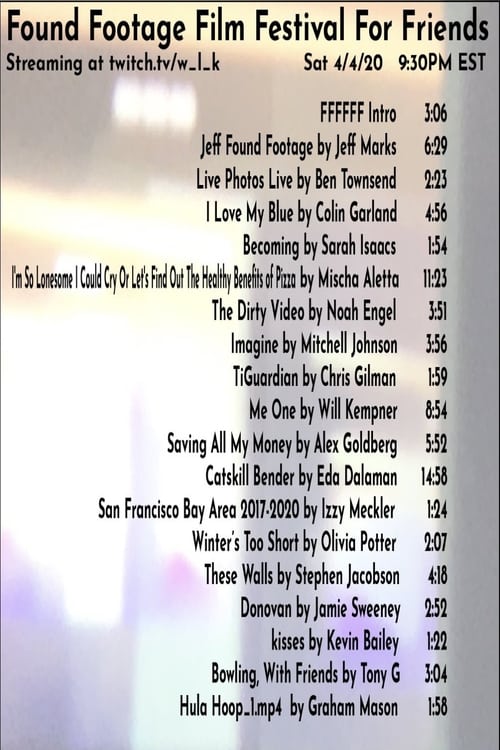 Found Footage Film Festival For Friends
Streaming at twitch.tv/w_l_k Sat 4/4/20 9:30PM EST
FFFFFF Intro 3:06
Jeff Found Footage by Jeff Marks 6:29
Live Photos Live by Ben Townsend 2:23
I Love My Blue by Colin Garland 4:56
Becoming by Sarah Isaacs 1:54
I'm So Lonesome I Could Cry Or Let's Find Out The Healthy Benefits of Pizza by Mischa Aletta 11:23
The Dirty Video by Noah Engel 3:51
Imagine by Mitchell Johnson 3:56
TiGuardian by Chris Gilman 1:59
Me One by Will Kempner 8:54
Saving All My Money by Alex Goldberg 5:52
Catskill Bender by Eda Dalaman 14:58
San Francisco Bay Area 2017-2020 by Izzy Meckler 1:24
Winter's Too Short by Olivia Potter 2:07
These Walls by Stephen Jacobson 4:18
Donovan by Jamie Sweeney 2:52
kisses by Kevin Bailey 1:22
Bowling, With Friends by Tony G 3:04
Hula Hoop_1.mp4 by Graham Mason 1:58